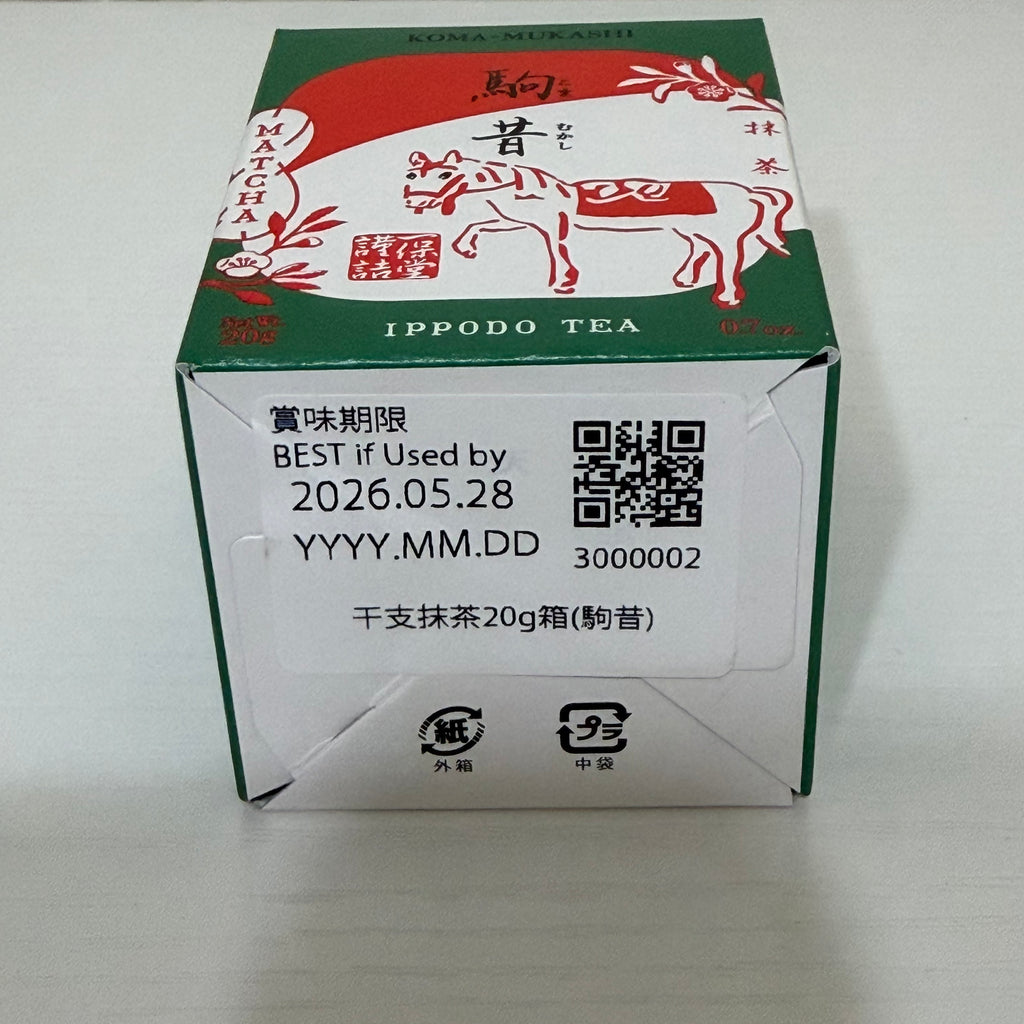 KOMA-MUKASHI
駒
こま
昔
むかし
MATCHA
抹茶
一保堂
謹詰
20g
IPPODO TEA
0.7 oz.
賞味期限
BEST if Used by
2026.05.28
YYYY.MM.DD
3000002
干支抹茶20g箱(駒昔)
紙
外箱
プラ
中袋